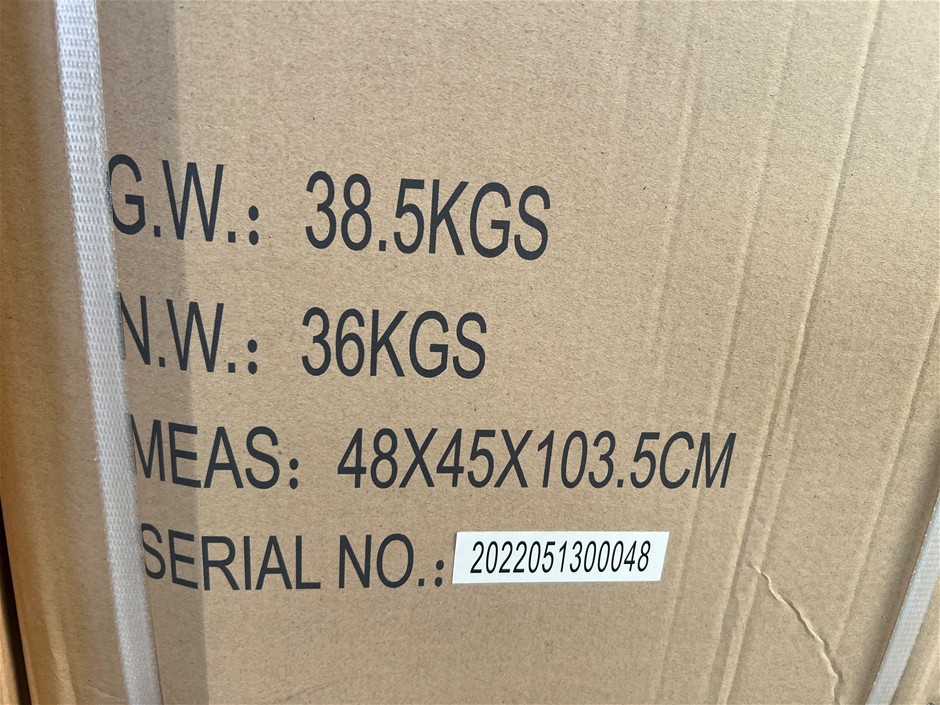 G.W.: 38.5KGS
N.W.: 36KGS
MEAS: 48X45X103.5CM
SERIAL NO.: 2022051300048